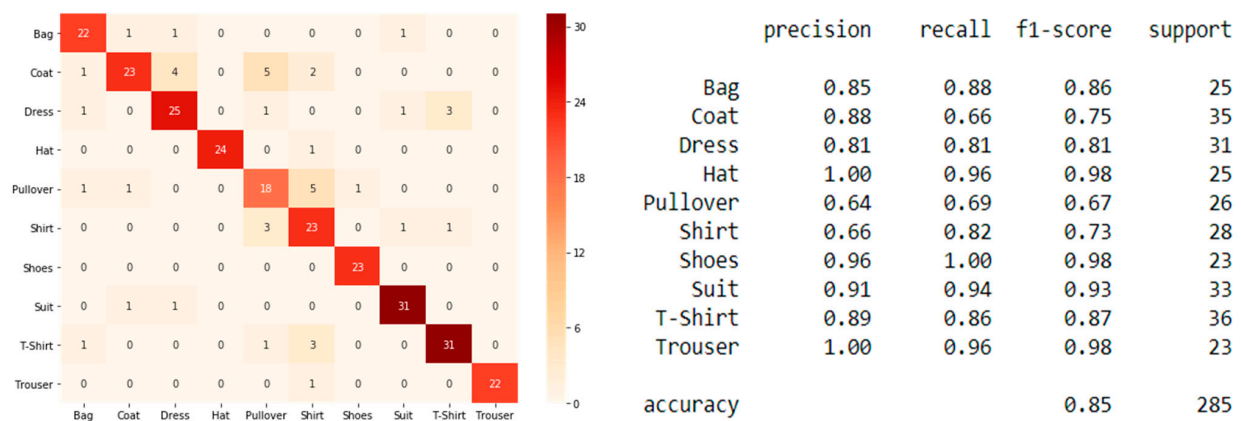 Bag 22 1 1 0 0 0 0 1 0 0
Coat 1 23 4 0 5 2 0 0 0 0
Dress 1 0 25 0 1 0 0 1 3 0
Hat 0 0 0 24 0 1 0 0 0 0
Pullover 1 1 0 0 18 5 1 0 0 0
Shirt 0 0 0 0 3 23 0 1 1 0
Shoes 0 0 0 0 0 0 23 0 0 0
Suit 0 1 1 0 0 0 0 31 0 0
T-Shirt 1 0 0 0 1 3 0 0 31 0
Trouser 0 0 0 0 0 1 0 0 0 22
Bag Coat Dress Hat Pullover Shirt Shoes Suit T-Shirt Trouser
30
24
18
12
6
0
precision recall f1-score support
Bag 0.85 0.88 0.86 25
Coat 0.88 0.66 0.75 35
Dress 0.81 0.81 0.81 31
Hat 1.00 0.96 0.98 25
Pullover 0.64 0.69 0.67 26
Shirt 0.66 0.82 0.73 28
Shoes 0.96 1.00 0.98 23
Suit 0.91 0.94 0.93 33
T-Shirt 0.89 0.86 0.87 36
Trouser 1.00 0.96 0.98 23
accuracy 0.85 285